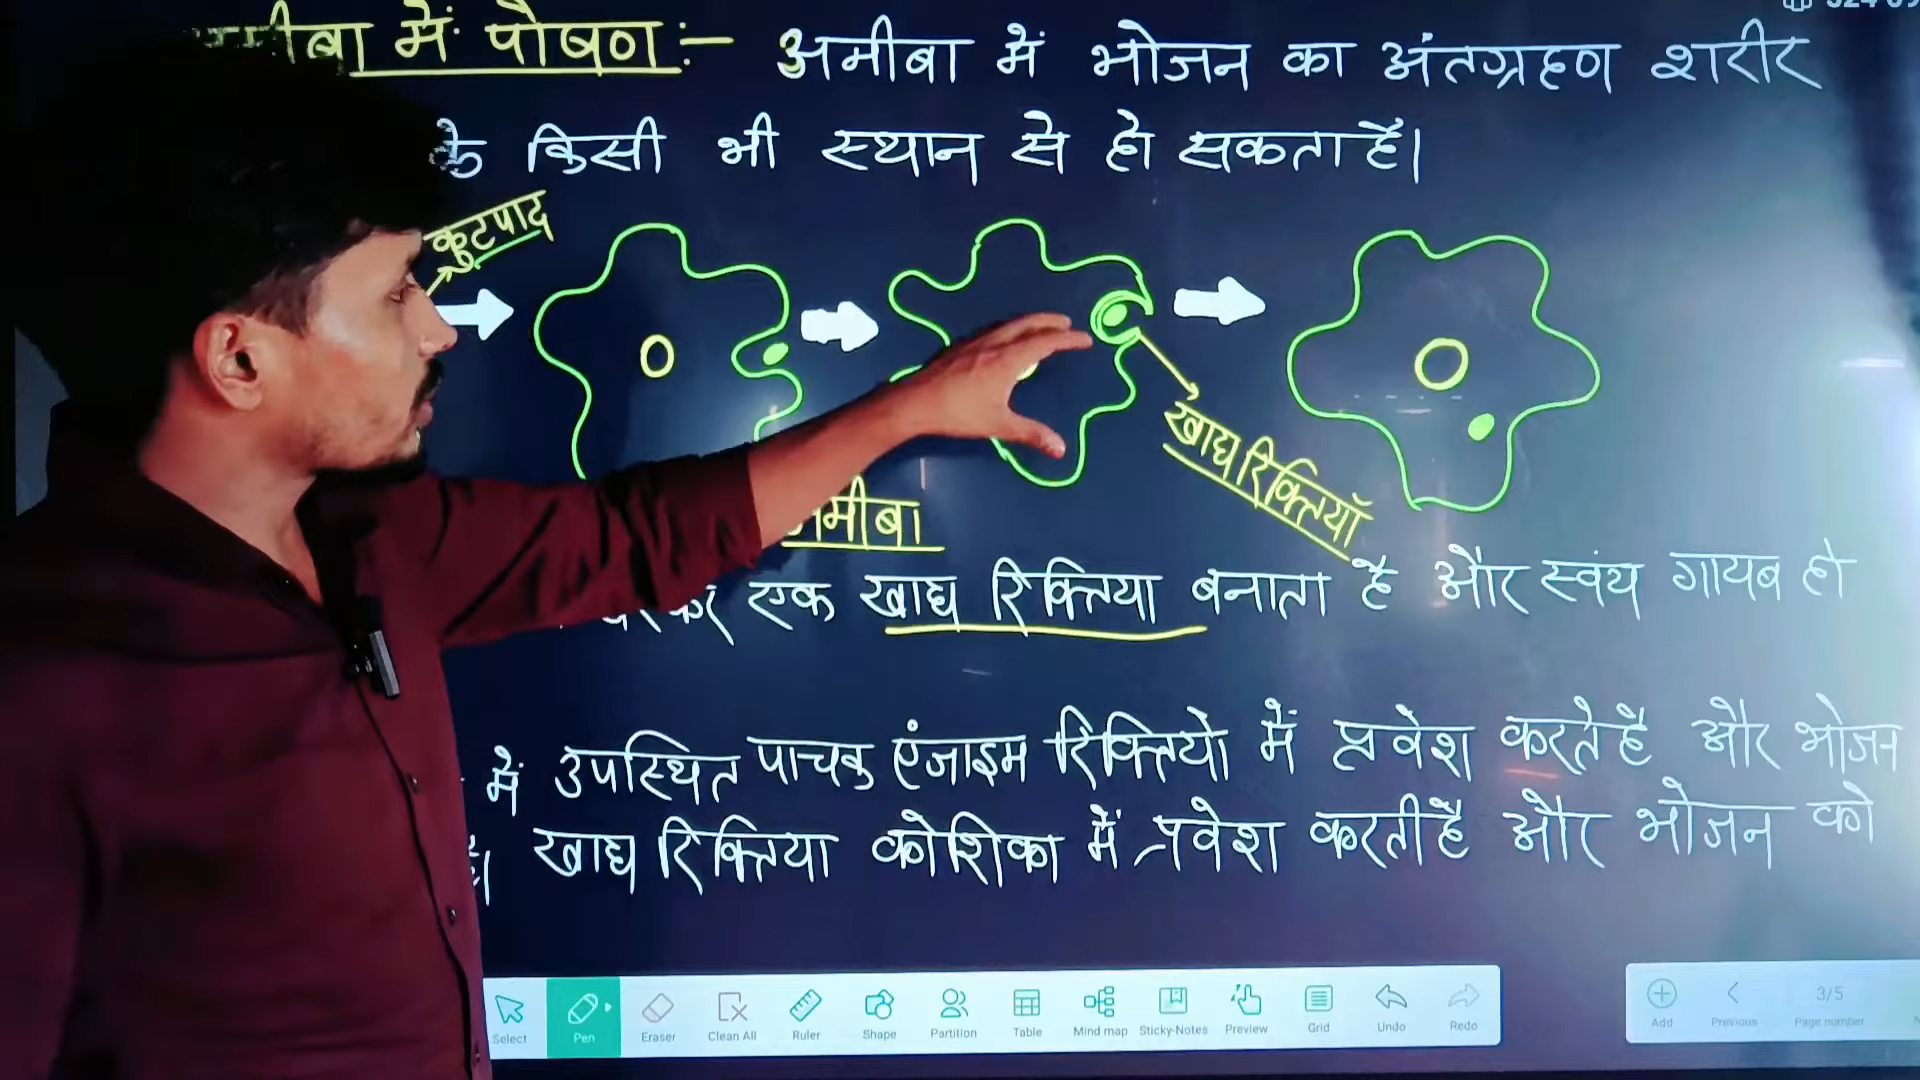 में पोषण :- अमीबा में भोजन का अंतग्रहण शरीर
के किसी भी स्थान से हो सकता है।
कुटपाद
खाद्य रिक्तियाँ
अमीबा
एक खाद्य रिक्तिया बनाता है और स्वंय गायब हो
में उपस्थित पाचक एंजाइम रिक्तियो में प्रवेश करते है और भोजन
है। खाद्य रिक्तिया कोशिका में प्रवेश करती है और भोजन को
Select Pen Eraser Clean All Ruler Shape Partition Table Mind map Sticky-Notes Preview Grid Undo Redo
Add Previous 3/5 Page number